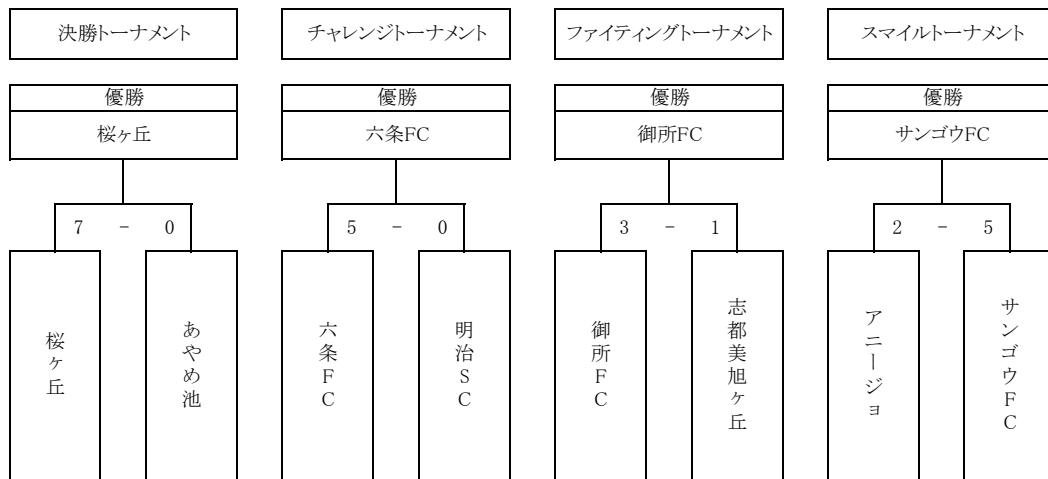 決勝トーナメント
チャレンジトーナメント
ファイティングトーナメント
スマイルトーナメント
優勝
優勝
優勝
優勝
桜ヶ丘
六条FC
御所FC
サンゴウFC
7 - 0
5 - 0
3 - 1
2 - 5
桜ヶ丘
あやめ池
六条FC
明治SC
御所FC
志都美旭ヶ丘
アニージョ
サンゴウFC